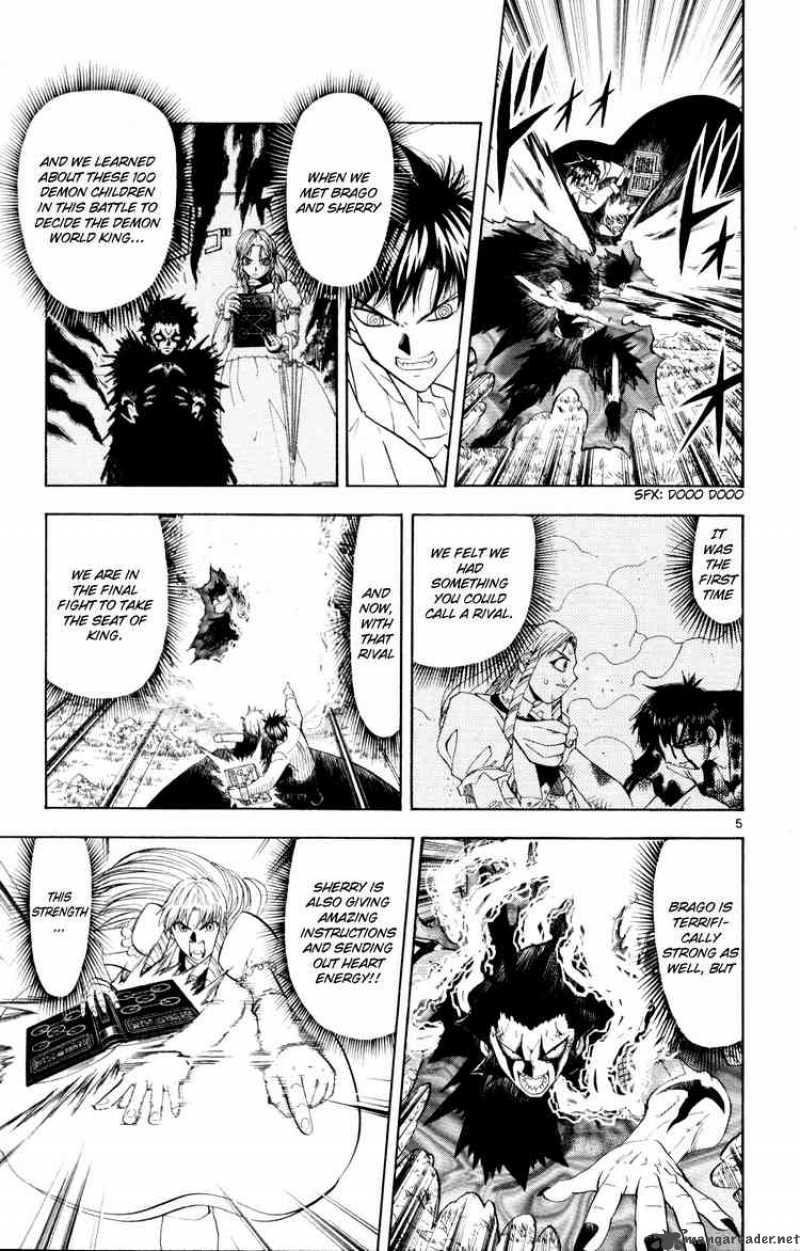 WHEN WE
MET BRAGO
AND SHERRY
AND WE LEARNED
ABOUT THESE 100
DEMON CHILDREN
IN THIS BATTLE TO
DECIDE THE DEMON
WORLD KING...
SFX: DOOO DOOO
IT
WAS
THE
FIRST
TIME
WE FELT WE
HAD
SOMETHING
YOU COULD
CALL A RIVAL.
AND
NOW,
WITH
THAT
RIVAL
WE ARE IN
THE FINAL
FIGHT TO TAKE
THE SEAT OF
KING.
5
BRAGO IS
TERRIFI-
CALLY
STRONG AS
WELL, BUT
SHERRY IS
ALSO GIVING
AMAZING
INSTRUCTIONS
AND SENDING
OUT HEART
ENERGY!!
THIS
STRENGTH
...
mangareader.net